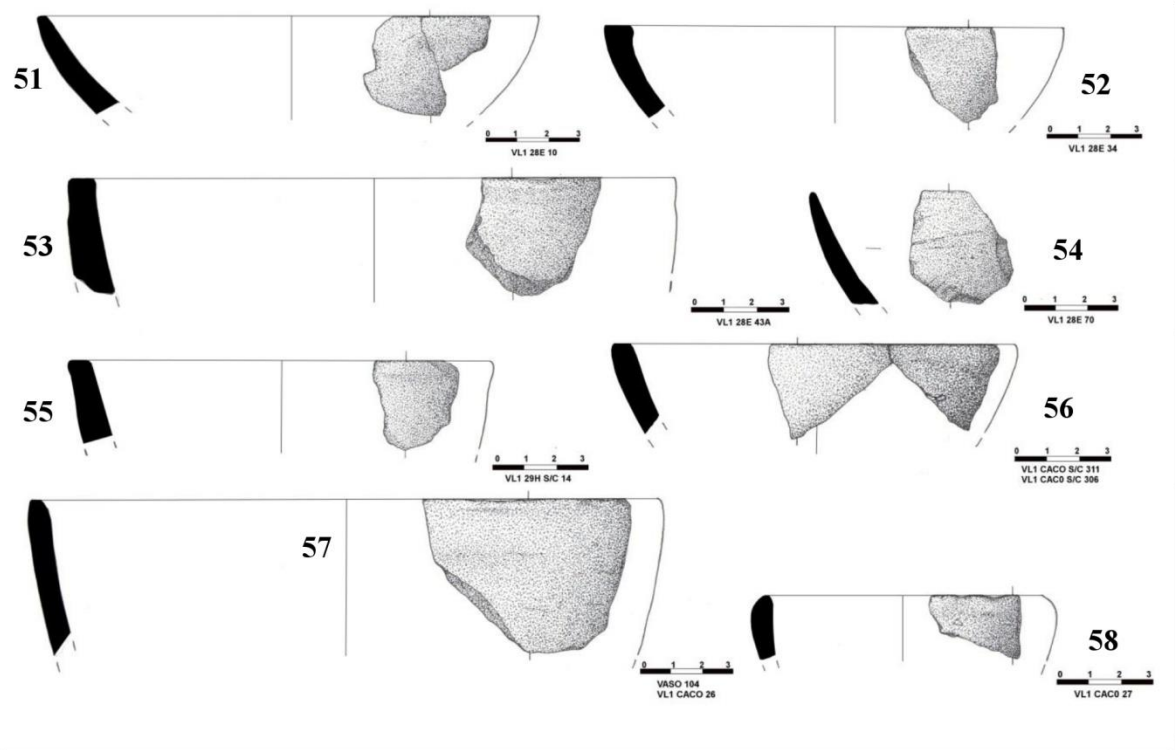 51
0 1 2 3
VL1 28E 10
52
0 1 2 3
VL1 28E 34
53
0 1 2 3
VL1 28E 43A
54
0 1 2 3
VL1 28E 70
55
0 1 2 3
VL1 29H S/C 14
56
0 1 2 3
VL1 CACO S/C 311
VL1 CAC0 S/C 306
57
0 1 2 3
VASO 104
VL1 CACO 26
58
0 1 2 3
VL1 CAC0 27